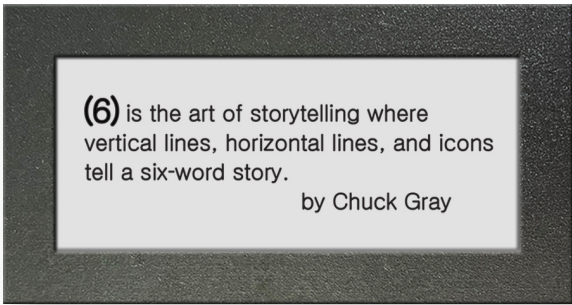 (6) is the art of storytelling where
vertical lines, horizontal lines, and icons
tell a six-word story.
by Chuck Gray